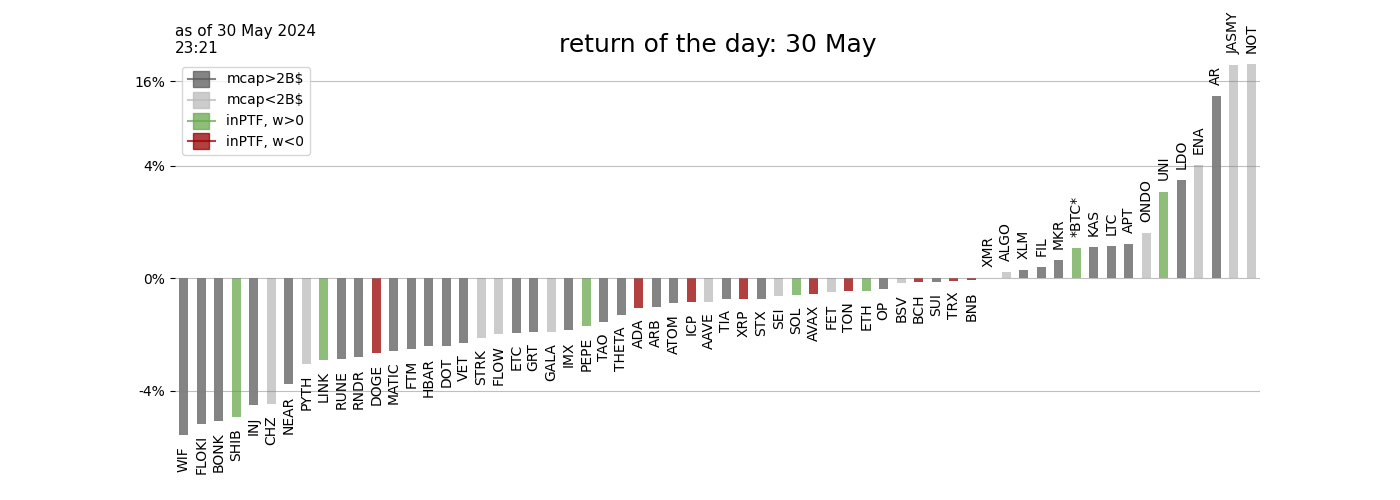 as of 30 May 2024
23:21
return of the day: 30 May
mcap>2B$
mcap<2B$
inPTF, w>0
inPTF, w<0
16%
4%
0%
-4%
WIF
FLOKI
BONK
SHIB
INJ
CHZ
NEAR
PYTH
LINK
RUNE
RNDR
DOGE
MATIC
FTM
HBAR
DOT
VET
STRK
FLOW
ETC
GRT
GALA
IMX
PEPE
TAO
THETA
ADA
ARB
ATOM
ICP
AAVE
TIA
XRP
STX
SEI
SOL
AVAX
FET
TON
ETH
OP
BSV
BCH
SUI
TRX
BNB
XMR
ALGO
XLM
FIL
MKR
*BTC*
KAS
LTC
APT
ONDO
UNI
LDO
ENA
AR
JASMY
NOT